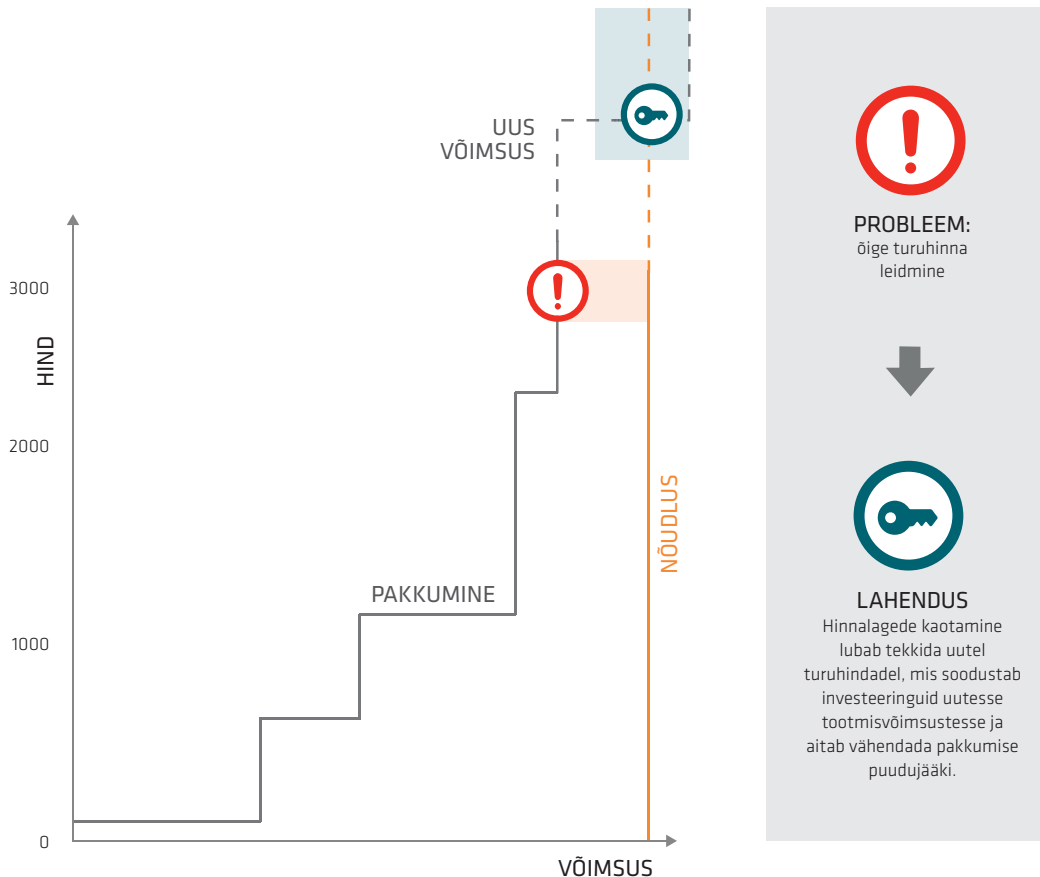 UUS
VÕIMSUS
3000
HIND
2000
NÕUDLUS
PAKKUMINE
1000
0
VÕIMSUS
PROBLEEM:
õige turuhinna
leidmine
LAHENDUS
Hinnalagede kaotamine
lubab tekkida uutel
turuhindadel, mis soodustab
investeeringuid uutesse
tootmisvõimsustesse ja
aitab vähendada pakkumise
puudujääki.